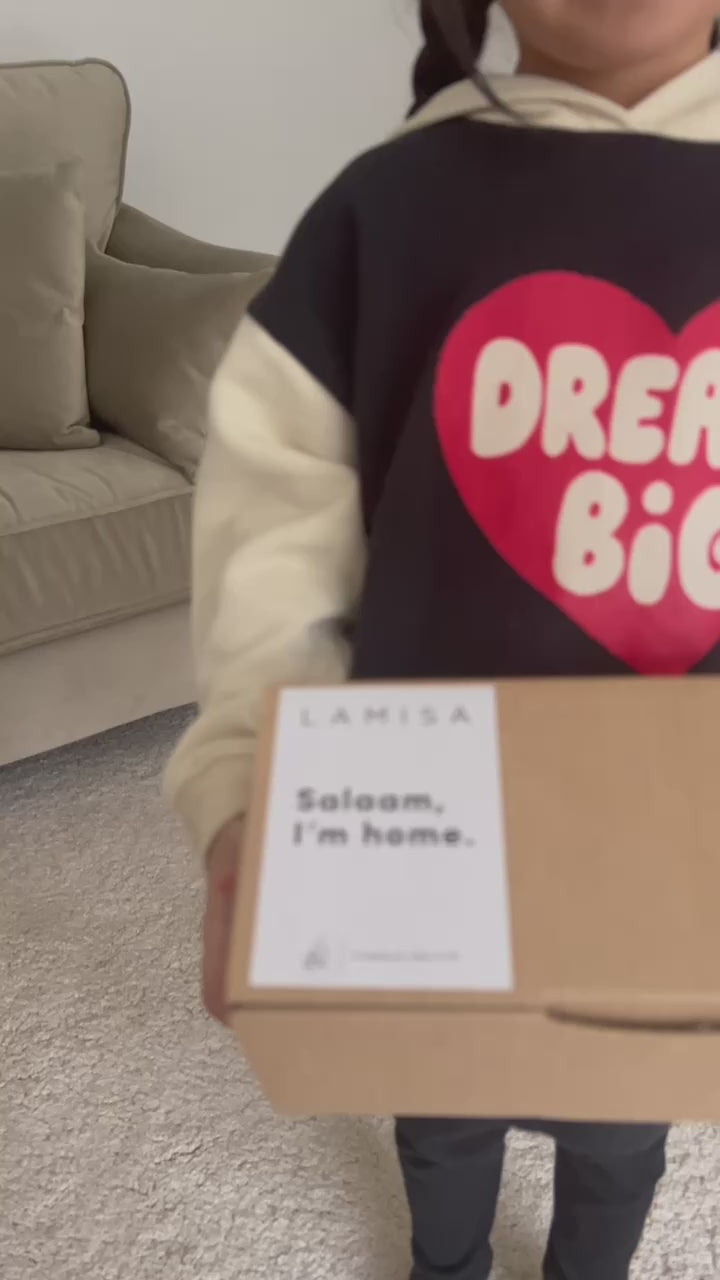 DREA
BiG
LAMISA
Salaam,
I'm home.